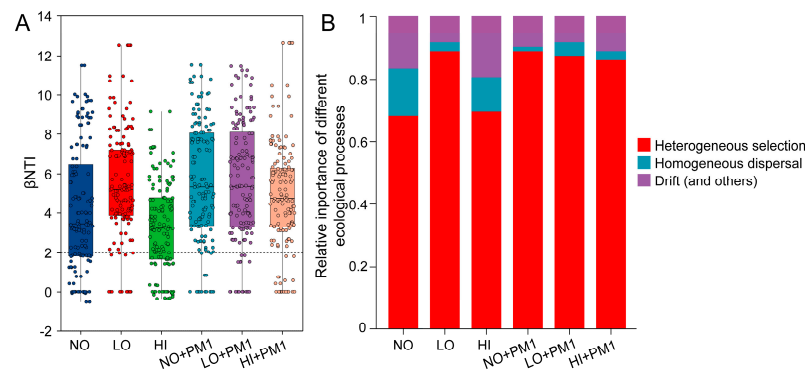 A
14
12
10
8
6
4
2
0
-2
βNTI
NO
LO
HI
NO+PM1
LO+PM1
HI+PM1
B
1
0.8
0.6
0.4
0.2
0
Relative inportance of different
ecological processes
NO
LO
HI
NO+PM1
LO+PM1
HI+PM1
Heterogeneous selection
Homogeneous dispersal
Drift (and others)